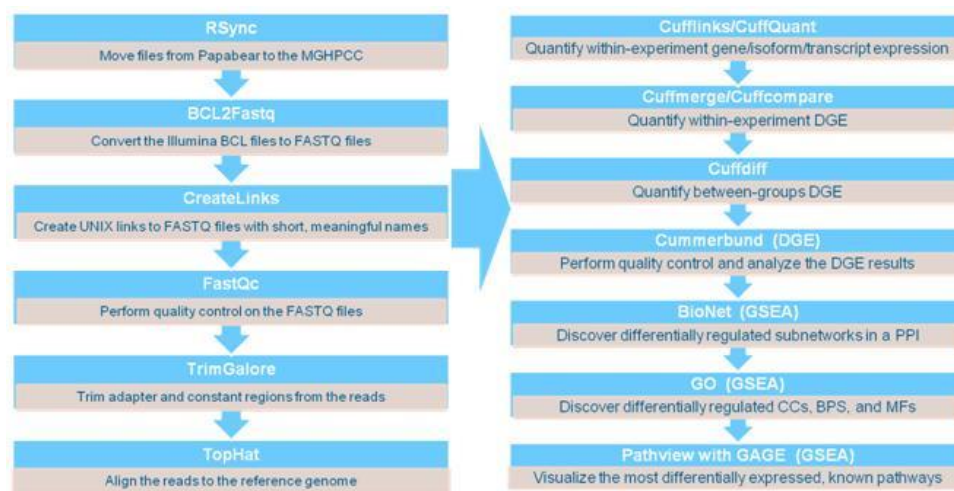 RSync
Move files from Papabear to the MGHPCC
BCL2Fastq
Convert the Illumina BCL files to FASTQ files
CreateLinks
Create UNIX links to FASTQ files with short, meaningful names
FastQc
Perform quality control on the FASTQ files
TrimGalore
Trim adapter and constant regions from the reads
TopHat
Align the reads to the reference genome
Cufflinks/CuffQuant
Quantify within-experiment gene/isoform/transcript expression
Cuffmerge/Cuffcompare
Quantify within-experiment DGE
Cuffdiff
Quantify between-groups DGE
Cummerbund (DGE)
Perform quality control and analyze the DGE results
BioNet (GSEA)
Discover differentially regulated subnetworks in a PPI
GO (GSEA)
Discover differentially regulated CCs, BPS, and MFs
Pathview with GAGE (GSEA)
Visualize the most differentially expressed, known pathways